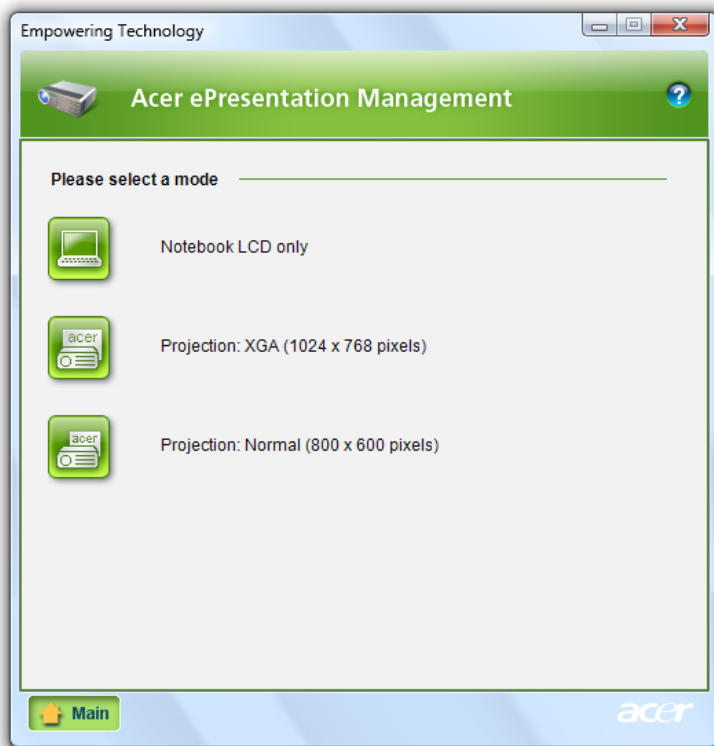 Empowering Technology
Acer ePresentation Management
?
Please select a mode
Notebook LCD only
acer
Projection: XGA (1024 x 768 pixels)
acer
Projection: Normal (800 x 600 pixels)
Main
acer